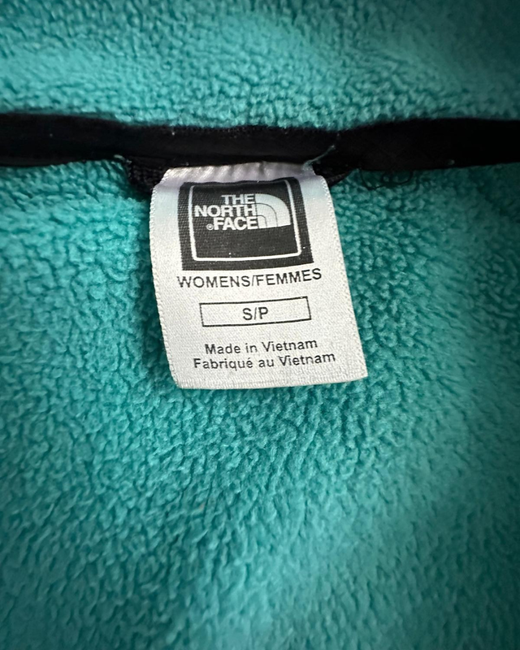 THE
NORTH
®FACE
WOMENS/FEMMES
S/P
Made in Vietnam
Fabriqué au Vietnam